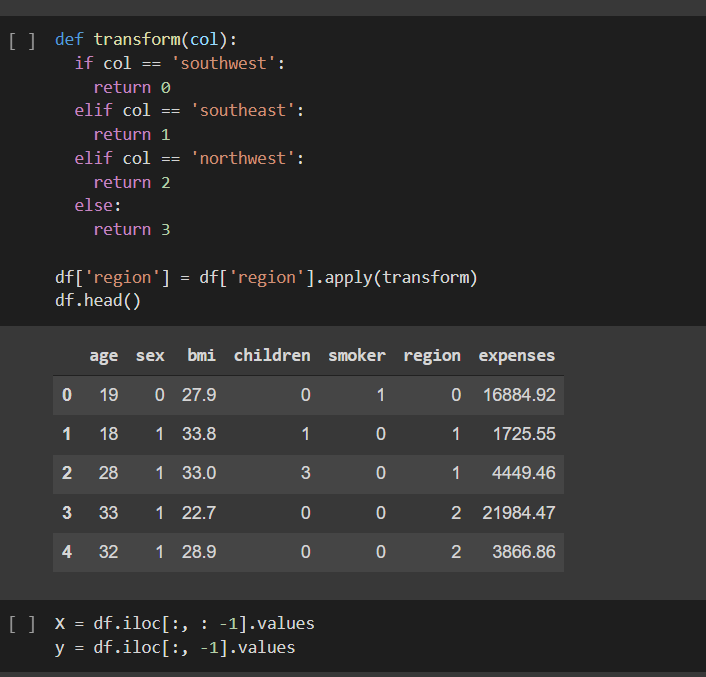 [ ] def transform(col):
if col == 'southwest':
return 0
elif col == 'southeast':
return 1
elif col == 'northwest':
return 2
else:
return 3
df['region'] = df['region'].apply(transform)
df.head()
age sex bmi children smoker region expenses
0 19 0 27.9 0 1 0 16884.92
1 18 1 33.8 1 0 1 1725.55
2 28 1 33.0 3 0 1 4449.46
3 33 1 22.7 0 0 2 21984.47
4 32 1 28.9 0 0 2 3866.86
[ ] X = df.iloc[:, : -1].values
y = df.iloc[:, -1].values